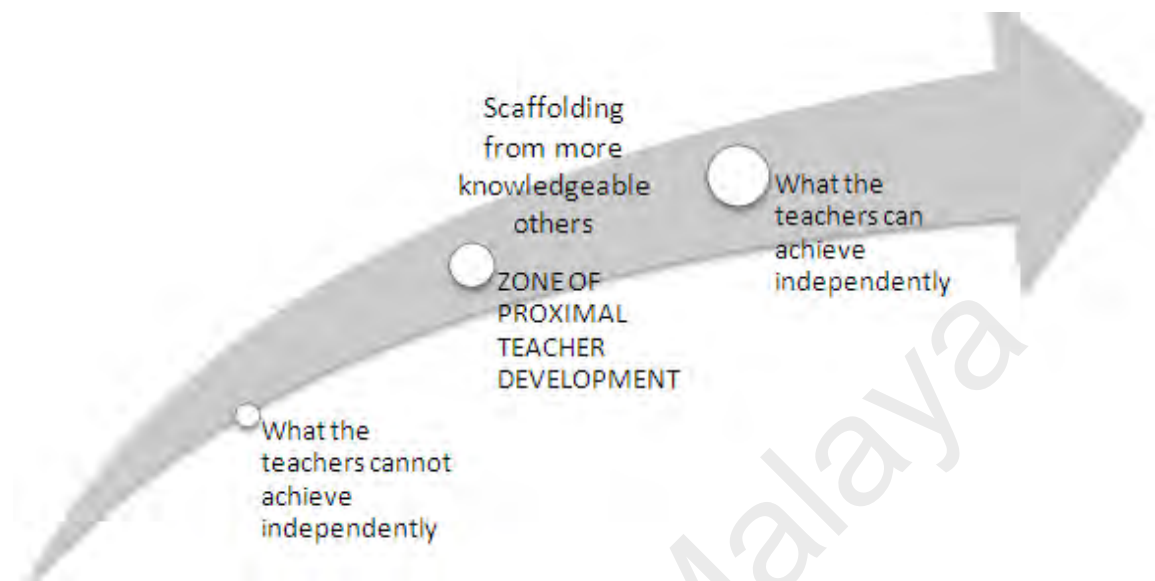 Scaffolding
from more
knowledgeable
others
What the
teachers can
achieve
independently
ZONE OF
PROXIMAL
TEACHER
DEVELOPMENT
What the
teachers cannot
achieve
independently
Malaya